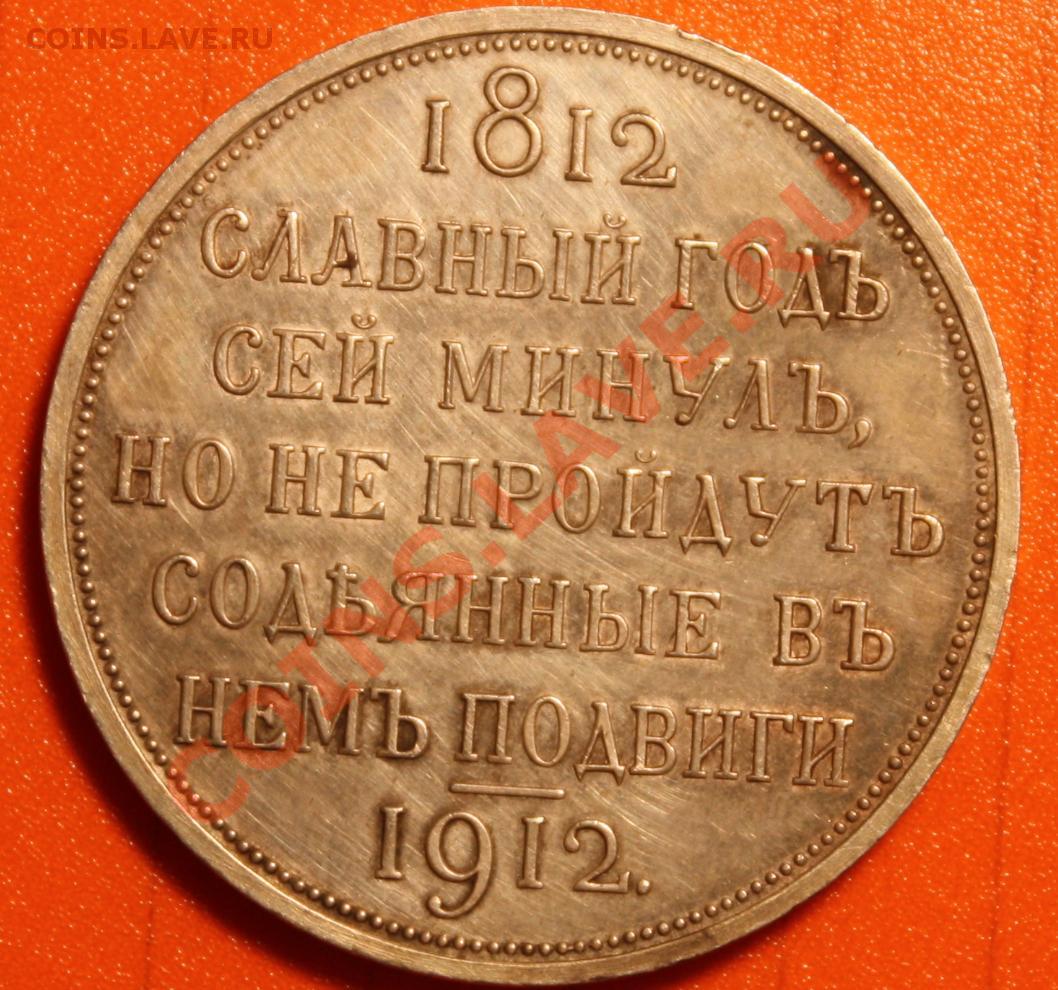 COINS.LAVE.RU
1812
СЛАВНЫЙ ГОДЪ
СЕЙ МИНУЛЪ,
НО НЕ ПРОЙДУТЪ
СОДѢЯННЫЕ ВЪ
НЕМЪ ПОДВИГИ
1912.
COINS.LAVE.RU